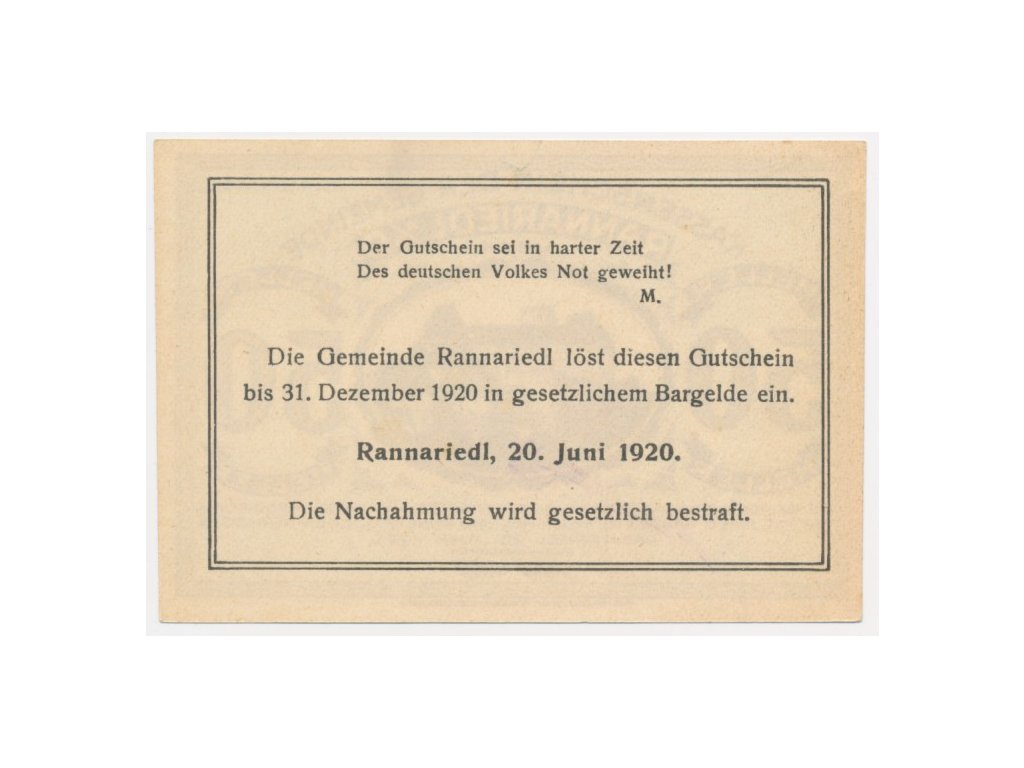 Der Gutschein sei in harter Zeit
Des deutschen Volkes Not geweiht!
M.
Die Gemeinde Rannariedl löst diesen Gutschein
bis 31. Dezember 1920 in gesetzlichem Bargelde ein.
Rannariedl, 20. Juni 1920.
Die Nachahmung wird gesetzlich bestraft.